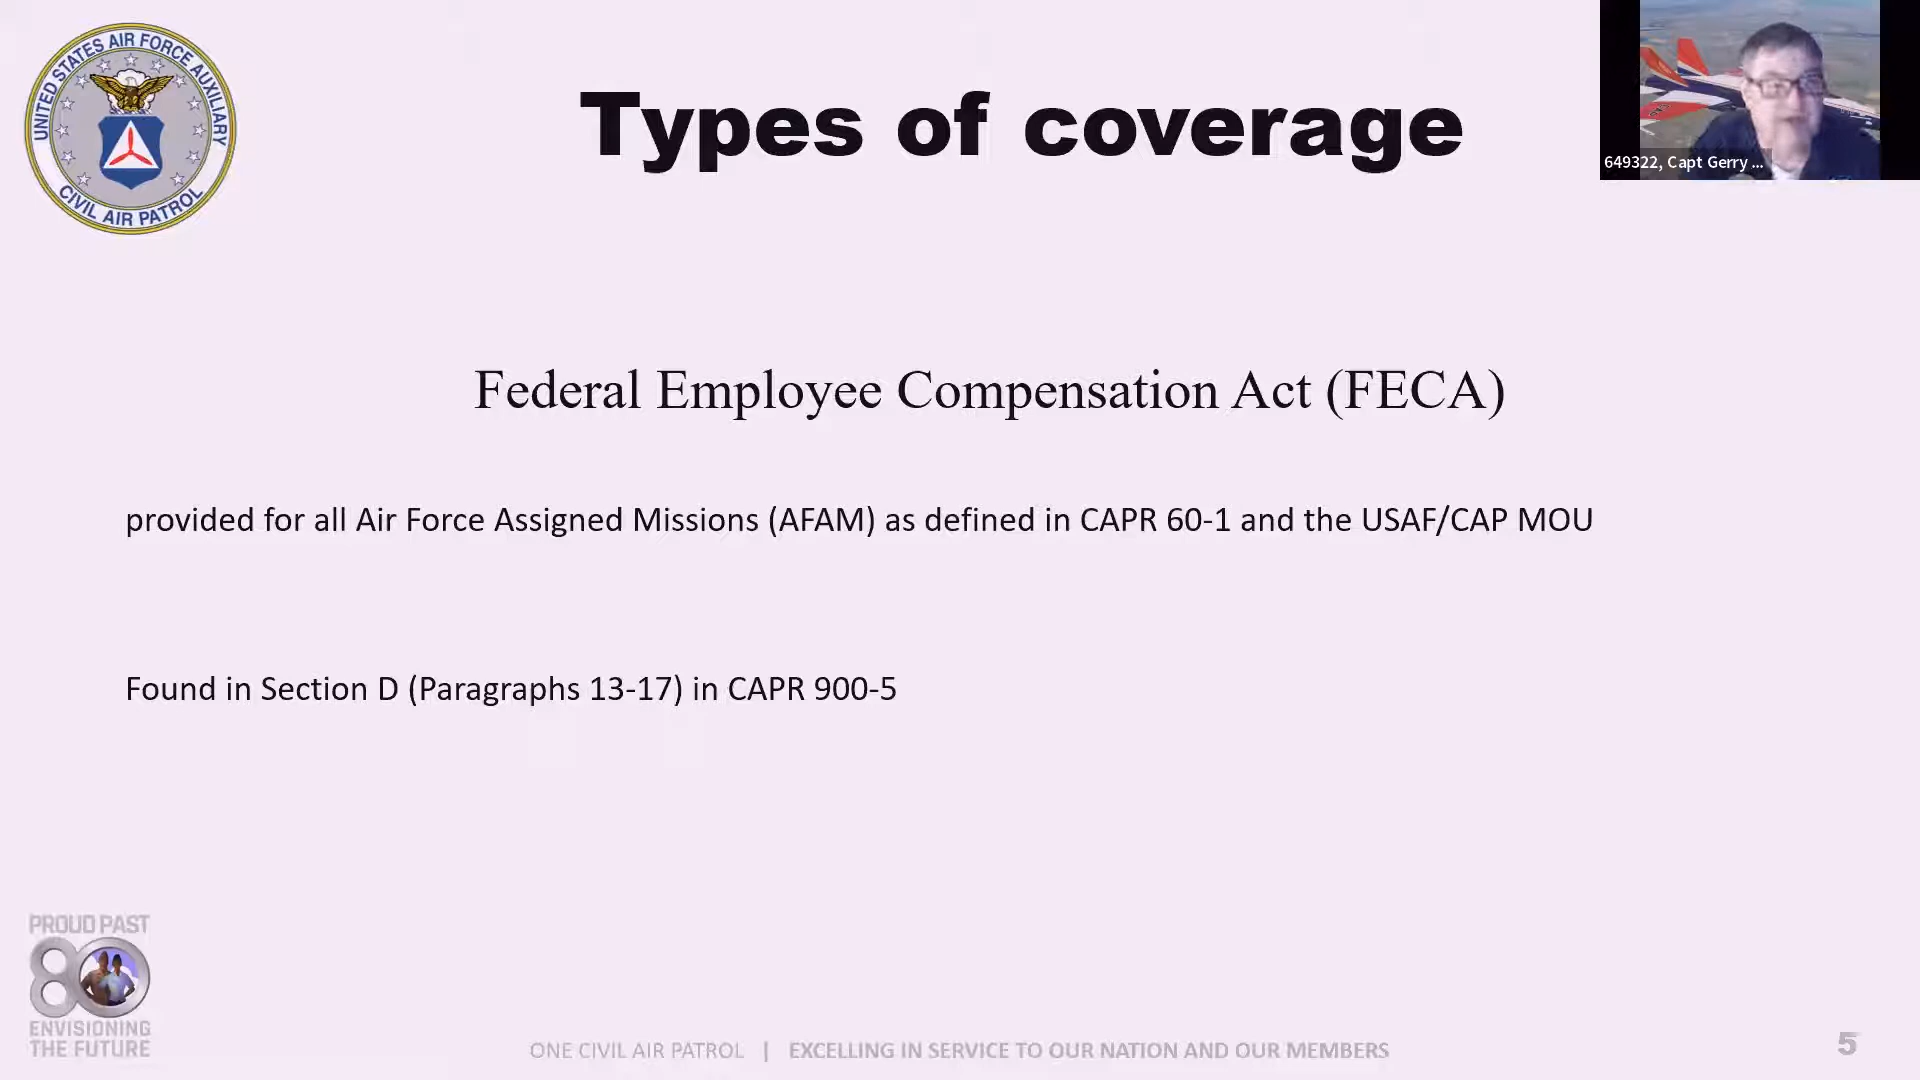 UNITED STATES AIR FORCE AUXILIARY
CIVIL AIR PATROL
Types of coverage
649322, Capt Gerry ...
Federal Employee Compensation Act (FECA)
provided for all Air Force Assigned Missions (AFAM) as defined in CAPR 60-1 and the USAF/CAP MOU
Found in Section D (Paragraphs 13-17) in CAPR 900-5
PROUD PAST
80
ENVISIONING
THE FUTURE
ONE CIVIL AIR PATROL | EXCELLING IN SERVICE TO OUR NATION AND OUR MEMBERS
5